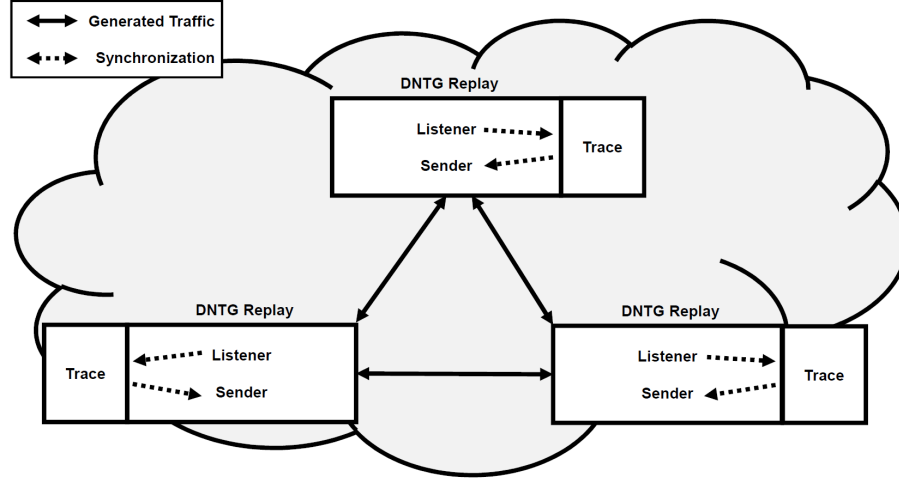 Generated Traffic
Synchronization
DNTG Replay
Listener
Sender
Trace
DNTG Replay
Trace
Listener
Sender
DNTG Replay
Listener
Sender
Trace